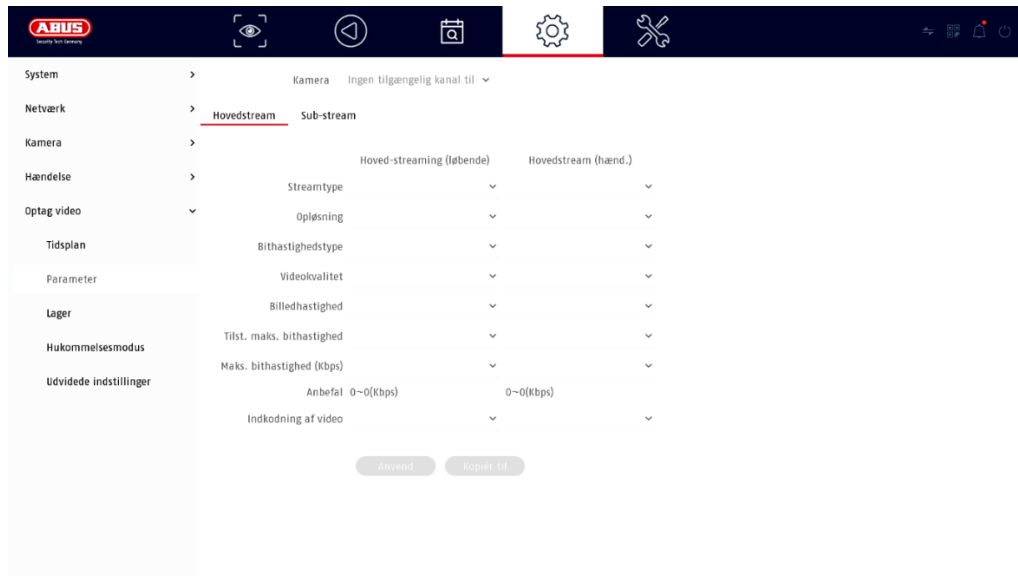 ABUS
Security Tech Germany
System
Netværk
Kamera
Hændelse
Optag video
Tidsplan
Parameter
Lager
Hukommelsesmodus
Udvidede indstillinger
Kamera Ingen tilgængelig kanal til
Hovedstream Sub-stream
Hoved-streaming (løbende) Hovedstream (hænd.)
Streamtype
Opløsning
Bithastighedstype
Videokvalitet
Billedhastighed
Tilst. maks. bithastighed
Maks. bithastighed (Kbps)
Anbefal 0~0(Kbps) 0~0(Kbps)
Indkodning af video
Anvend Kopiér til